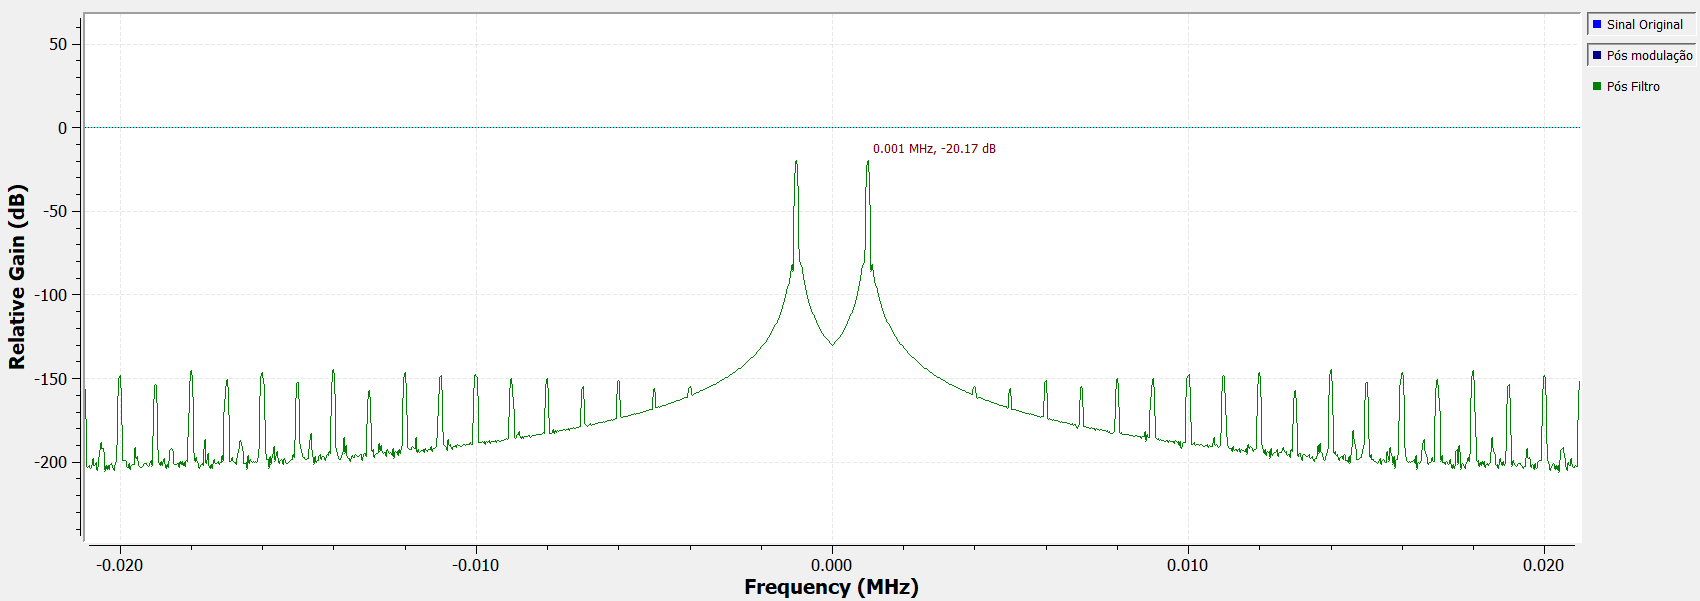 Relative Gain (dB)
50
0
-50
-100
-150
-200
0.001 MHz, -20.17 dB
-0.020
-0.010
0.000
0.010
0.020
Frequency (MHz)
Sinal Original
Pós modulação
Pós Filtro